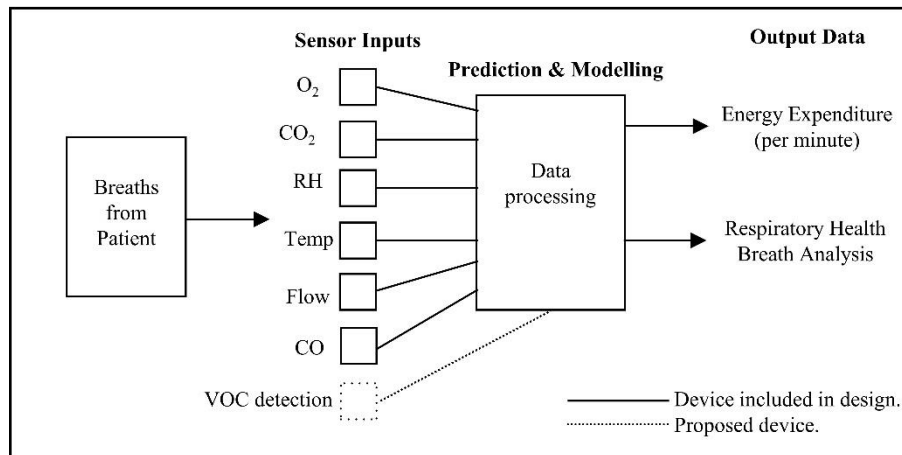 Sensor Inputs
Output Data
Prediction & Modelling
O₂
CO₂
RH
Temp
Flow
CO
VOC detection
Breaths
from
Patient
Data
processing
Energy Expenditure
(per minute)
Respiratory Health
Breath Analysis
Device included in design.
Proposed device.